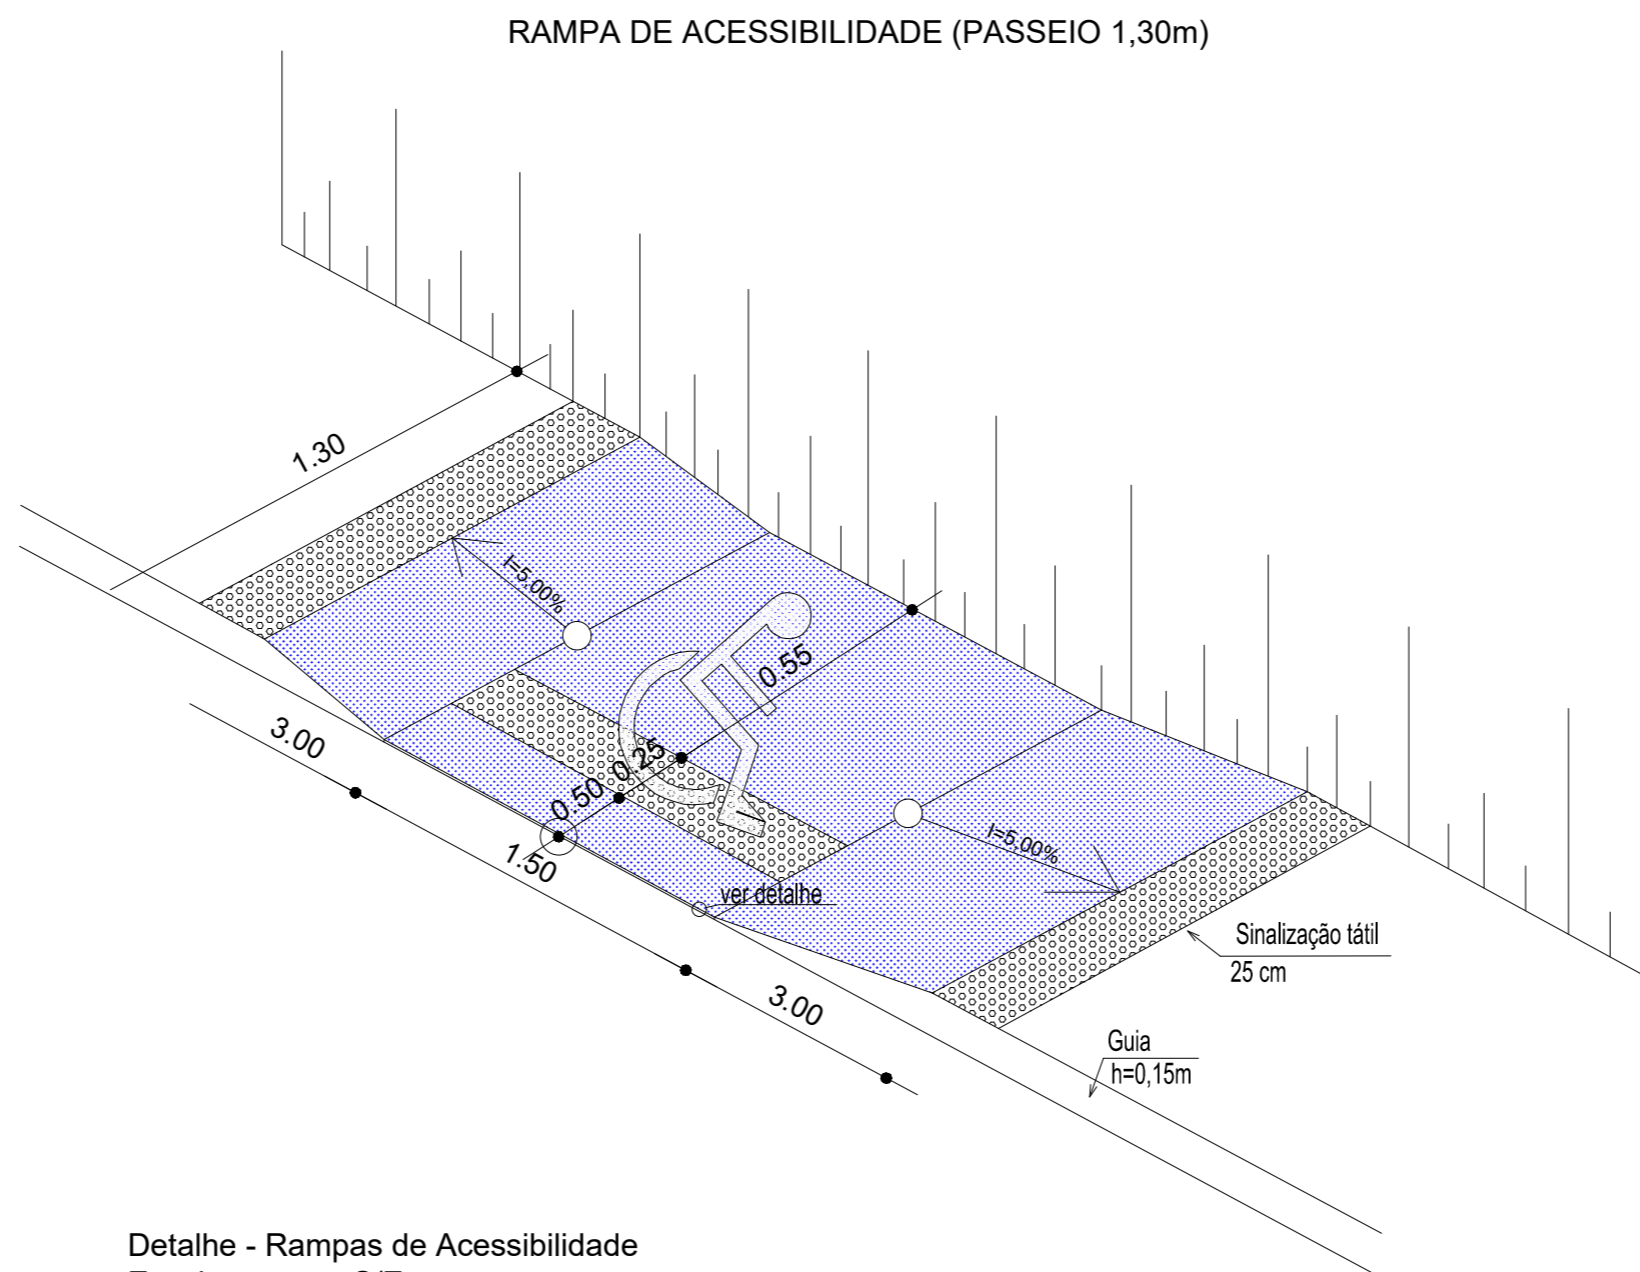 RAMPA DE ACESSIBILIDADE (PASSEIO 1,30m)
1.30
I=5,00%
0.55
0.25
0.50
3.00
1.50
I=5,00%
ver detalhe
Sinalização tátil
25 cm
3.00
Guia
h=0,15m
Detalhe - Rampas de Acessibilidade